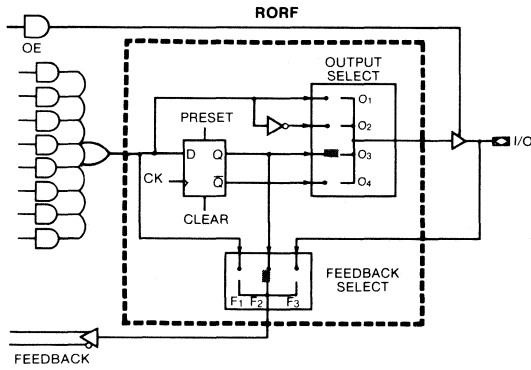 RORF
OE
OUTPUT
SELECT
O1
PRESET
O2
D Q
O3
I/O
CK
Q̅
O4
CLEAR
FEEDBACK
SELECT
F1 F2 F3
FEEDBACK